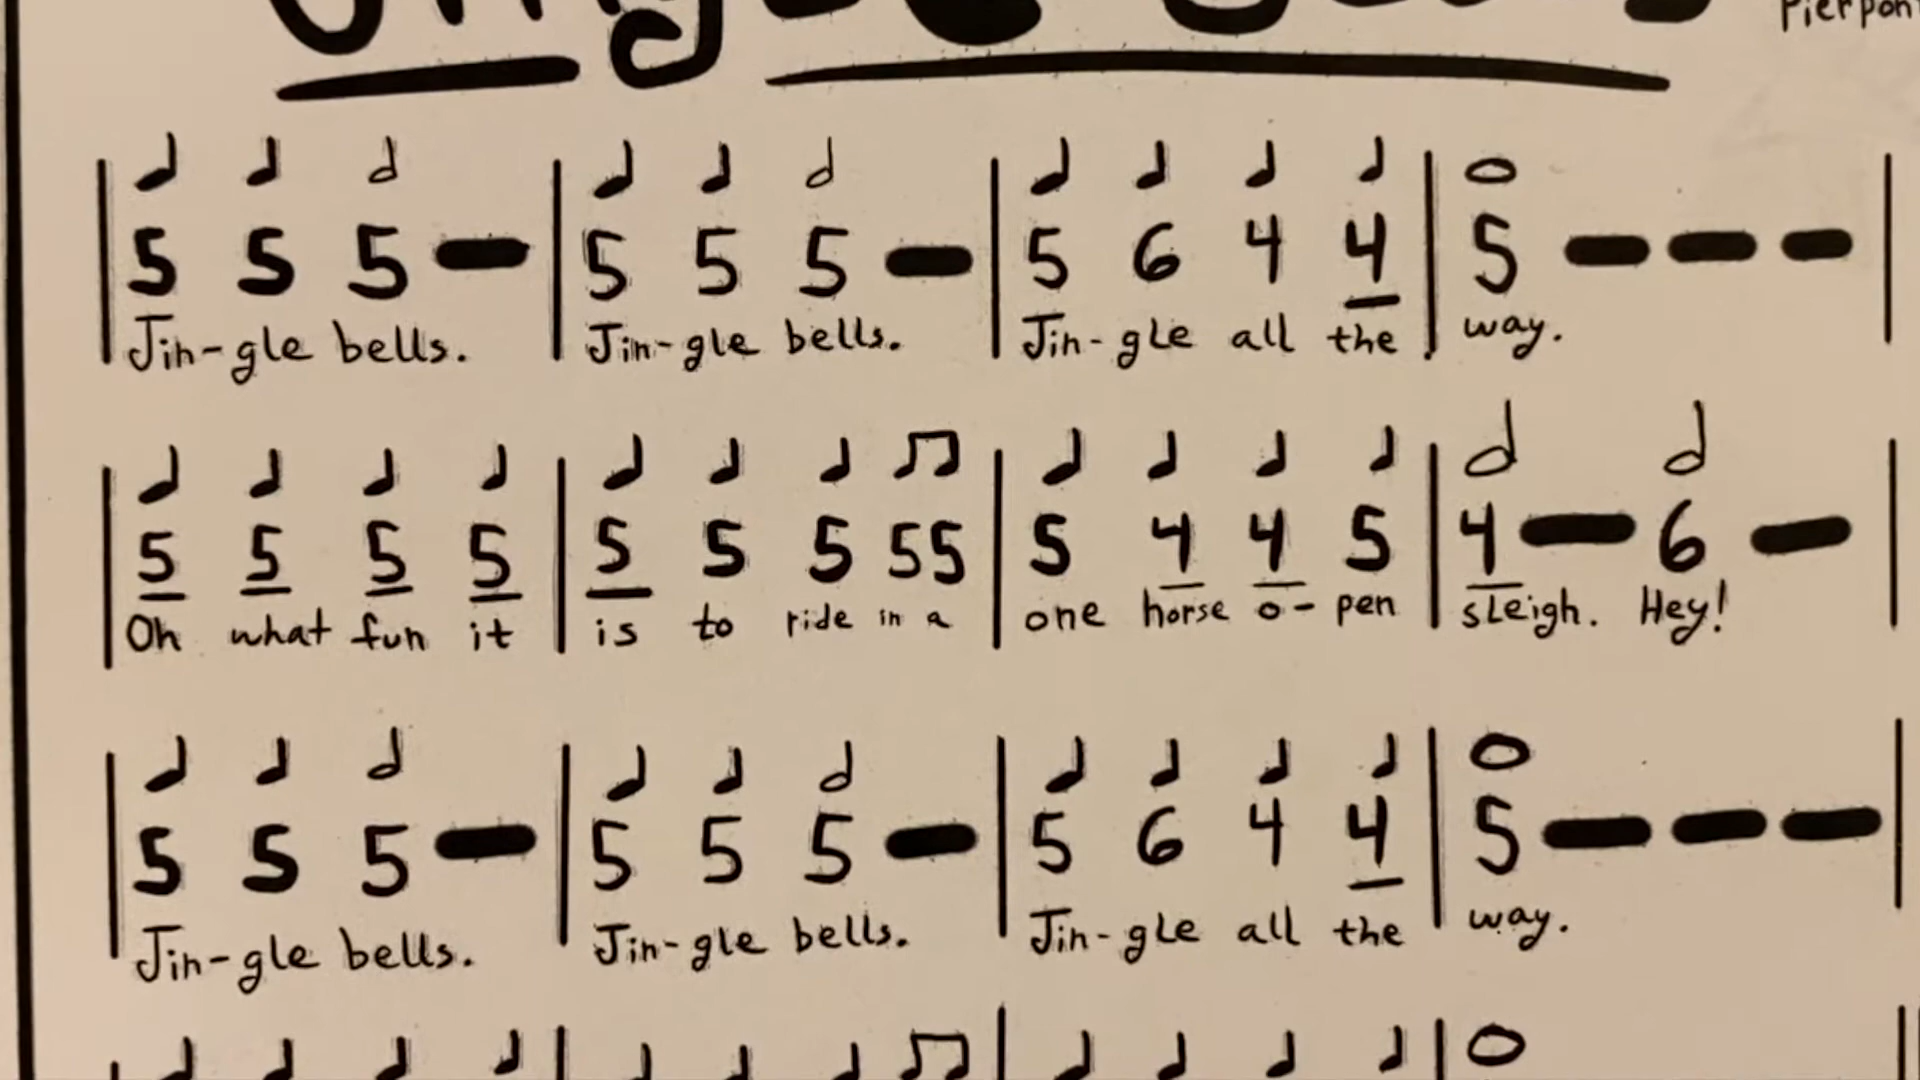 Pierpon
5 5 5 – | 5 5 5 – | 5 6 4 4 | 5 – – –
Jin-gle bells. Jin-gle bells. Jin-gle all the way.
5 5 5 5 | 5 5 5 55 | 5 4 4 5 | 4 – 6 –
Oh what fun it is to ride in a one horse o-pen sleigh. Hey!
5 5 5 – | 5 5 5 – | 5 6 4 4 | 5 – – –
Jin-gle bells. Jin-gle bells. Jin-gle all the way.